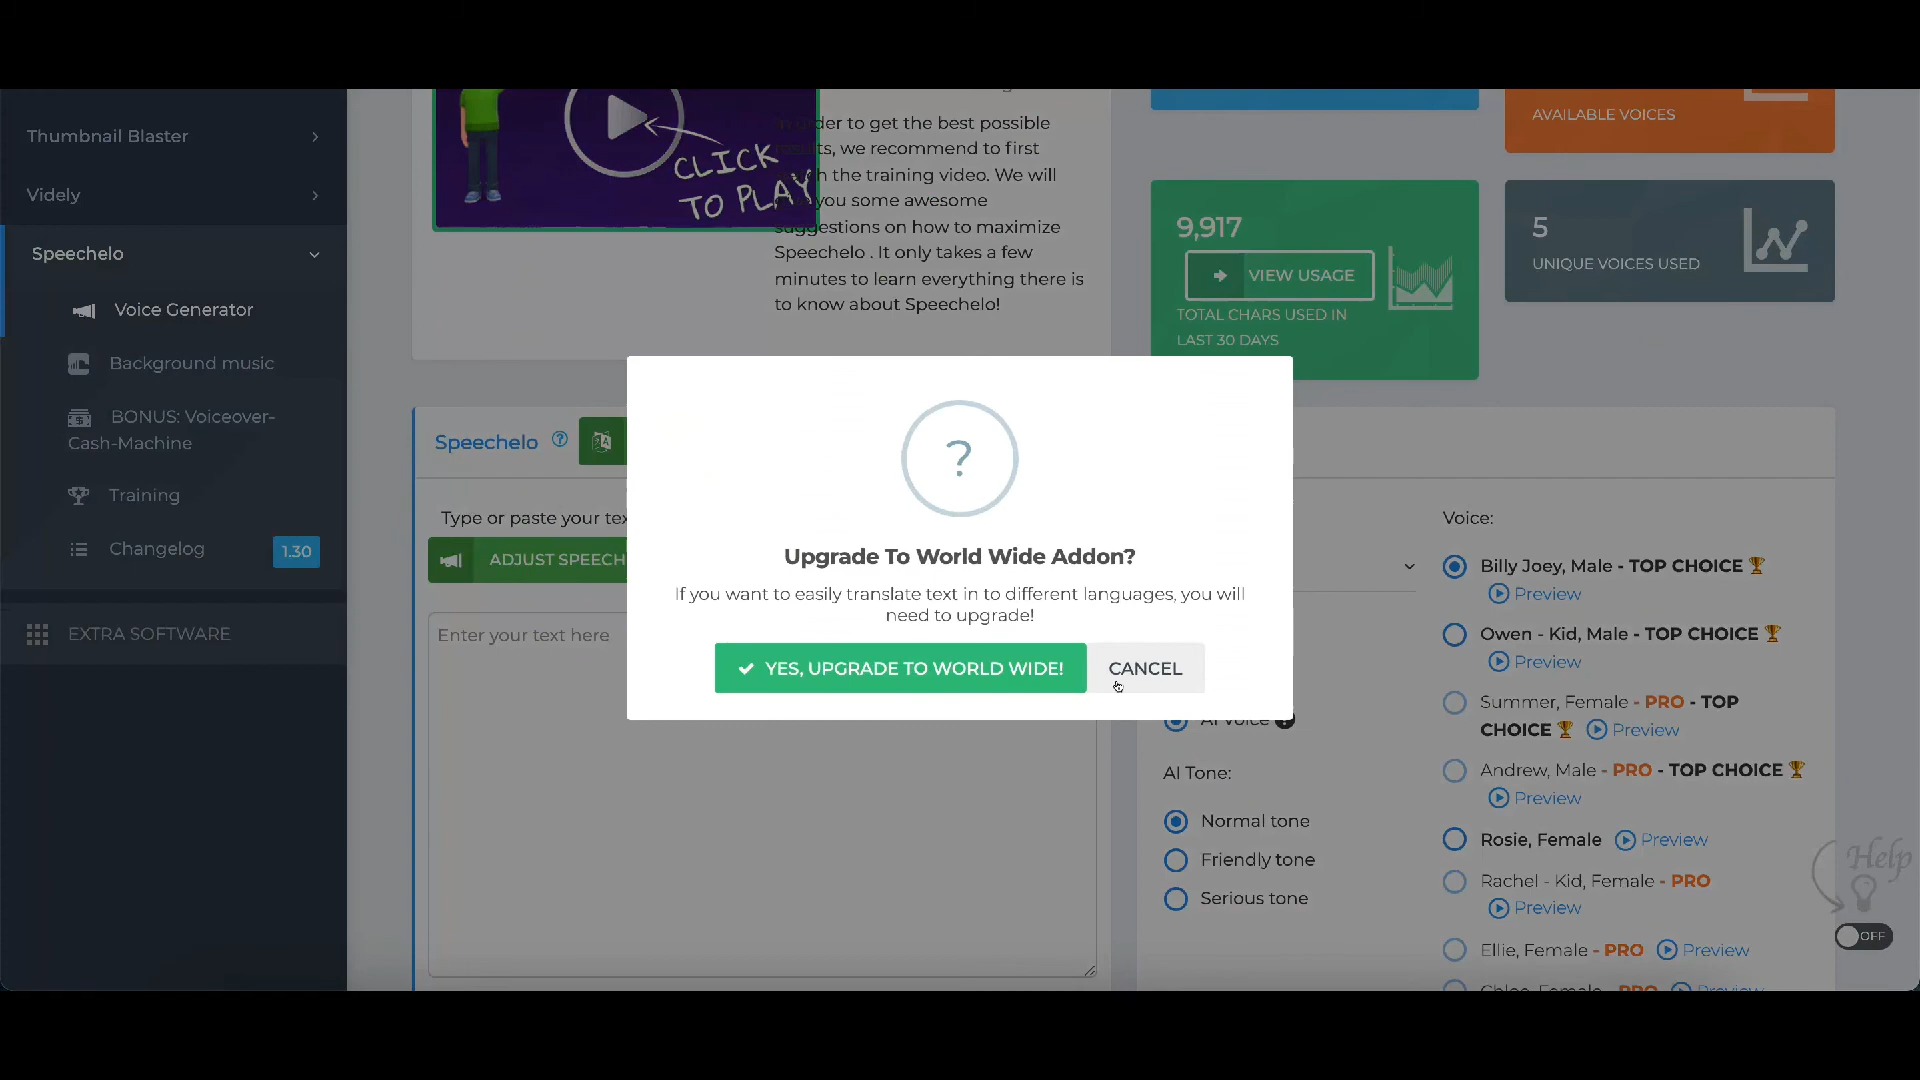 Thumbnail Blaster
Videly
Speechelo
Voice Generator
Background music
BONUS: Voiceover-
Cash-Machine
Training
Changelog
1.30
EXTRA SOFTWARE
CLICK
TO PLAY
to get the best possible
we recommend to first
the training video. We will
you some awesome
suggestions on how to maximize
Speechelo . It only takes a few
minutes to learn everything there is
to know about Speechelo!
AVAILABLE VOICES
9,917
VIEW USAGE
TOTAL CHARS USED IN
LAST 30 DAYS
5
UNIQUE VOICES USED
Speechelo ?
Type or paste your
ADJUST SPEECH
Enter your text here
?
Upgrade To World Wide Addon?
If you want to easily translate text in to different languages, you will
need to upgrade!
YES, UPGRADE TO WORLD WIDE!
CANCEL
AI Voice
AI Tone:
Normal tone
Friendly tone
Serious tone
Voice:
Billy Joey, Male - TOP CHOICE
Preview
Owen - Kid, Male - TOP CHOICE
Preview
Summer, Female - PRO - TOP
CHOICE Preview
Andrew, Male - PRO - TOP CHOICE
Preview
Rosie, Female Preview
Rachel - Kid, Female - PRO
Preview
Ellie, Female - PRO Preview
Chloe, Female - PRO Preview
Help
OFF